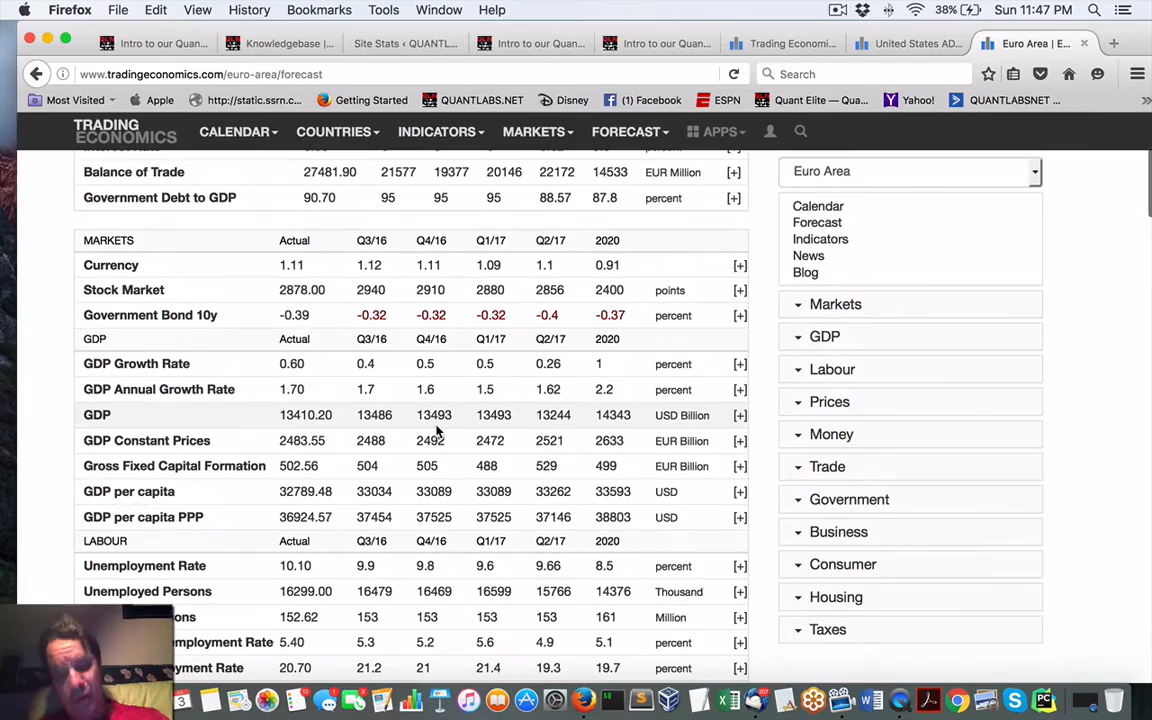 Firefox File Edit View History Bookmarks Tools Window Help 38% Sun 11:47 PM
Intro to our Quan... Knowledgebase |... Site Stats ‹ QUANTL... Intro to our Quan... Intro to our Quan... Trading Economi... United States AD... Euro Area | E...
www.tradingeconomics.com/euro-area/forecast Search
Most Visited Apple http://static.ssrn.c... Getting Started QUANTLABS.NET Disney (1) Facebook ESPN Quant Elite — Qua... Yahoo! QUANTLABSNET ...
TRADING ECONOMICS CALENDAR COUNTRIES INDICATORS MARKETS FORECAST APPS
Balance of Trade 27481.90 21577 19377 20146 22172 14533 EUR Million [+]
Government Debt to GDP 90.70 95 95 95 88.57 87.8 percent [+]
MARKETS Actual Q3/16 Q4/16 Q1/17 Q2/17 2020
Currency 1.11 1.12 1.11 1.09 1.1 0.91 [+]
Stock Market 2878.00 2940 2910 2880 2856 2400 points [+]
Government Bond 10y -0.39 -0.32 -0.32 -0.32 -0.4 -0.37 percent [+]
GDP Actual Q3/16 Q4/16 Q1/17 Q2/17 2020
GDP Growth Rate 0.60 0.4 0.5 0.5 0.26 1 percent [+]
GDP Annual Growth Rate 1.70 1.7 1.6 1.5 1.62 2.2 percent [+]
GDP 13410.20 13486 13493 13493 13244 14343 USD Billion [+]
GDP Constant Prices 2483.55 2488 2492 2472 2521 2633 EUR Billion [+]
Gross Fixed Capital Formation 502.56 504 505 488 529 499 EUR Billion [+]
GDP per capita 32789.48 33034 33089 33089 33262 33593 USD [+]
GDP per capita PPP 36924.57 37454 37525 37525 37146 38803 USD [+]
LABOUR Actual Q3/16 Q4/16 Q1/17 Q2/17 2020
Unemployment Rate 10.10 9.9 9.8 9.6 9.66 8.5 percent [+]
Unemployed Persons 16299.00 16479 16469 16599 15766 14376 Thousand [+]
ons 152.62 153 153 153 153 161 Million [+]
mployment Rate 5.40 5.3 5.2 5.6 4.9 5.1 percent [+]
yment Rate 20.70 21.2 21 21.4 19.3 19.7 percent [+]
Euro Area
Calendar
Forecast
Indicators
News
Blog
Markets
GDP
Labour
Prices
Money
Trade
Government
Business
Consumer
Housing
Taxes